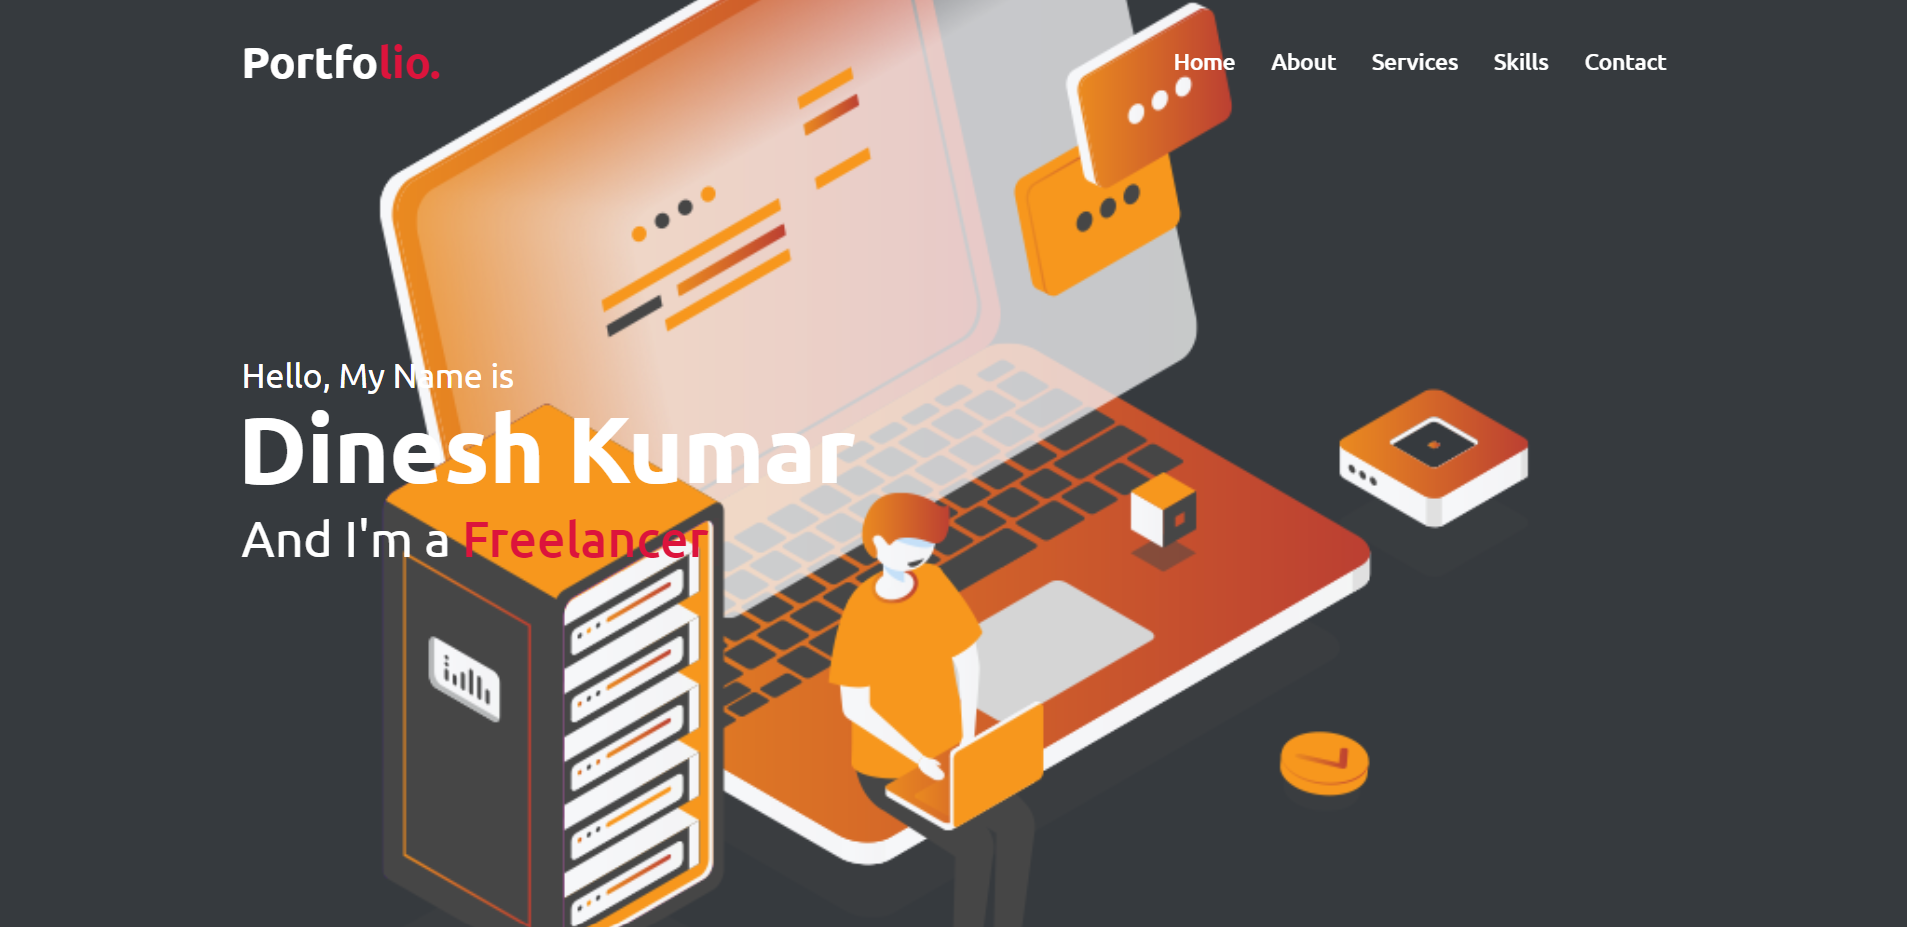 Portfolio.
Home About Services Skills Contact
Hello, My Name is
Dinesh Kumar
And I'm a Freelancer